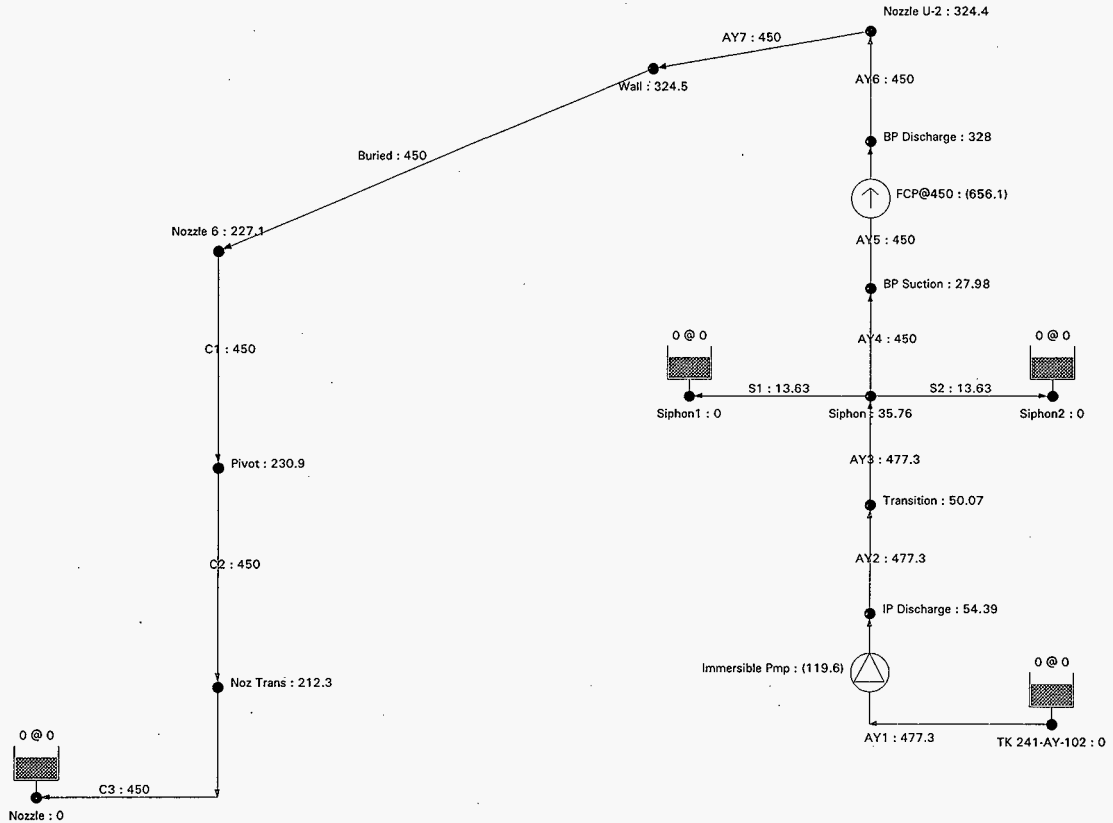 Nozzle U-2 : 324.4
AY7 : 450
Wall : 324.5
AY6 : 450
BP Discharge : 328
Buried : 450
FCP@450 : (656.1)
Nozzle 6 : 227.1
AY5 : 450
BP Suction : 27.98
C1 : 450
0 @ 0
AY4 : 450
0 @ 0
S1 : 13.63
S2 : 13.63
Siphon1 : 0
Siphon : 35.76
Siphon2 : 0
Pivot : 230.9
AY3 : 477.3
Transition : 50.07
C2 : 450
AY2 : 477.3
IP Discharge : 54.39
Immersible Pmp : (119.6)
0 @ 0
Noz Trans : 212.3
0 @ 0
AY1 : 477.3
TK 241-AY-102 : 0
C3 : 450
Nozzle : 0